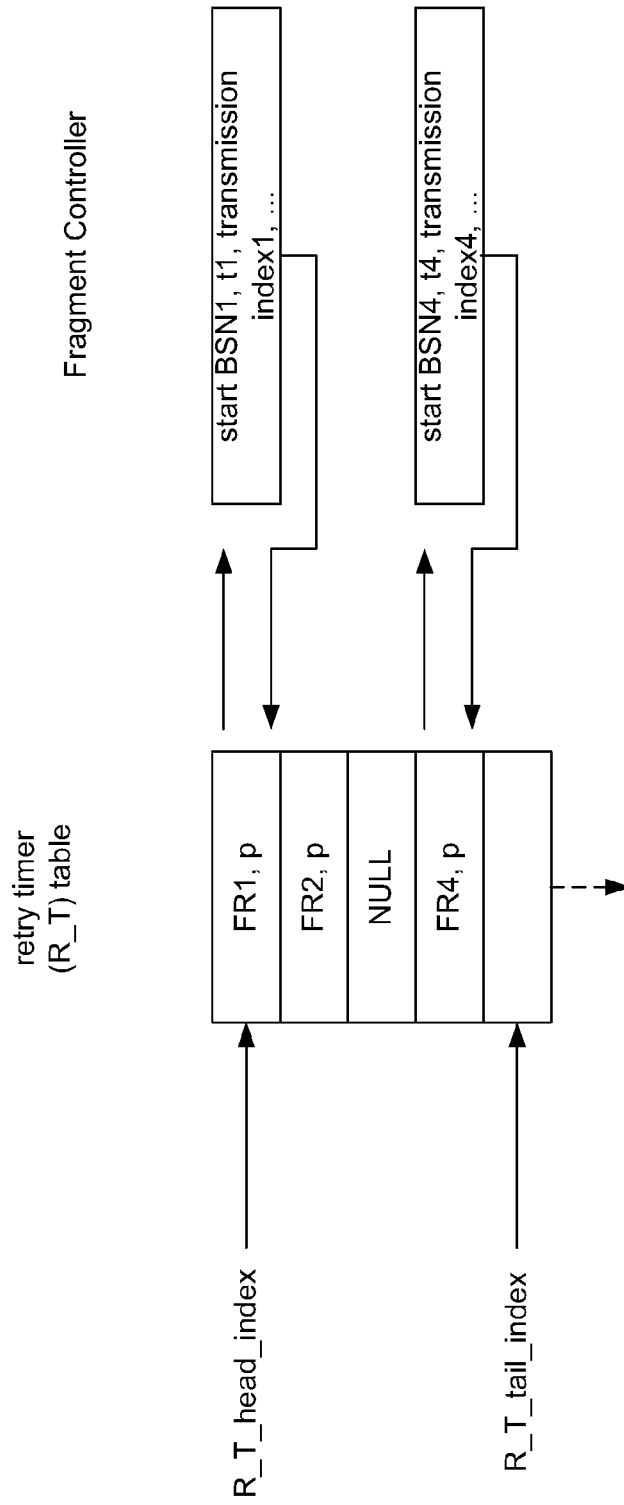 retry timer
(R_T) table
Fragment Controller
R_T_head_index
FR1, p
FR2, p
NULL
FR4, p
R_T_tail_index
start BSN1, t1, transmission
index1, ...
start BSN4, t4, transmission
index4, ...